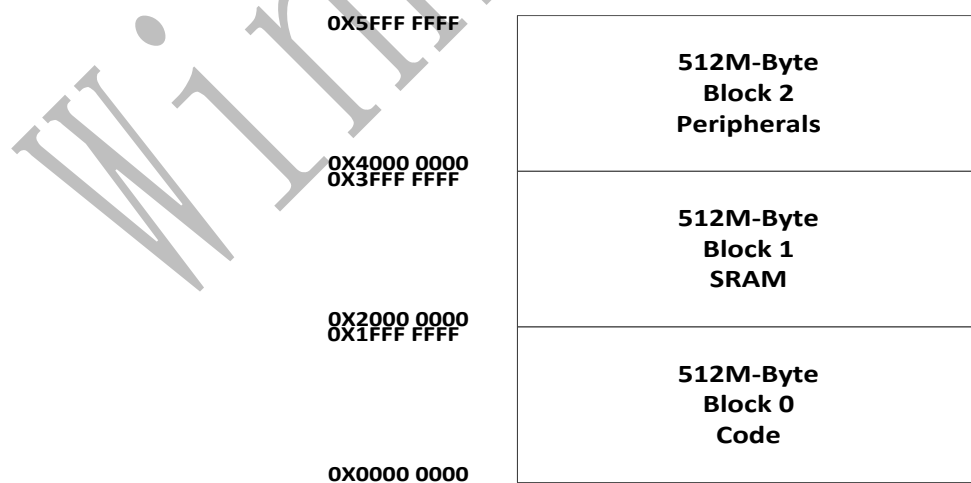 0X5FFF FFFF
512M-Byte
Block 2
Peripherals
0X4000 0000
0X3FFF FFFF
512M-Byte
Block 1
SRAM
0X2000 0000
0X1FFF FFFF
512M-Byte
Block 0
Code
0X0000 0000